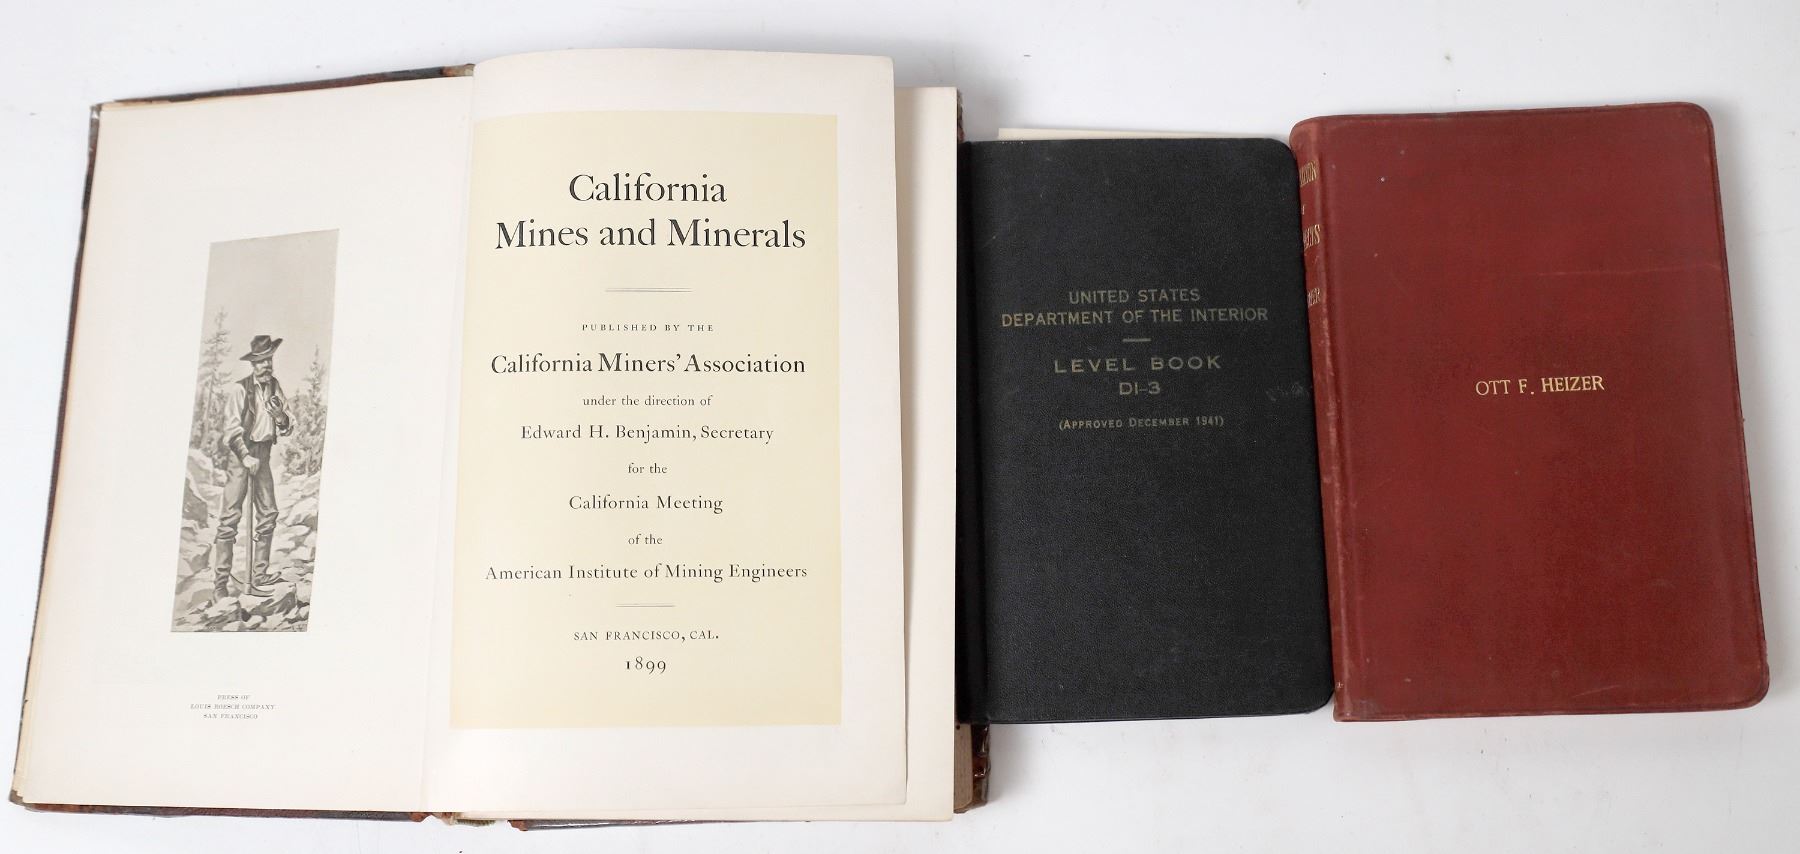 PRESS OF
LOUIS ROESCH COMPANY
SAN FRANCISCO
California
Mines and Minerals
PUBLISHED BY THE
California Miners' Association
under the direction of
Edward H. Benjamin, Secretary
for the
California Meeting
of the
American Institute of Mining Engineers
SAN FRANCISCO, CAL.
1899
UNITED STATES
DEPARTMENT OF THE INTERIOR
LEVEL BOOK
DI-3
(APPROVED DECEMBER 1941)
OTT F. HEIZER